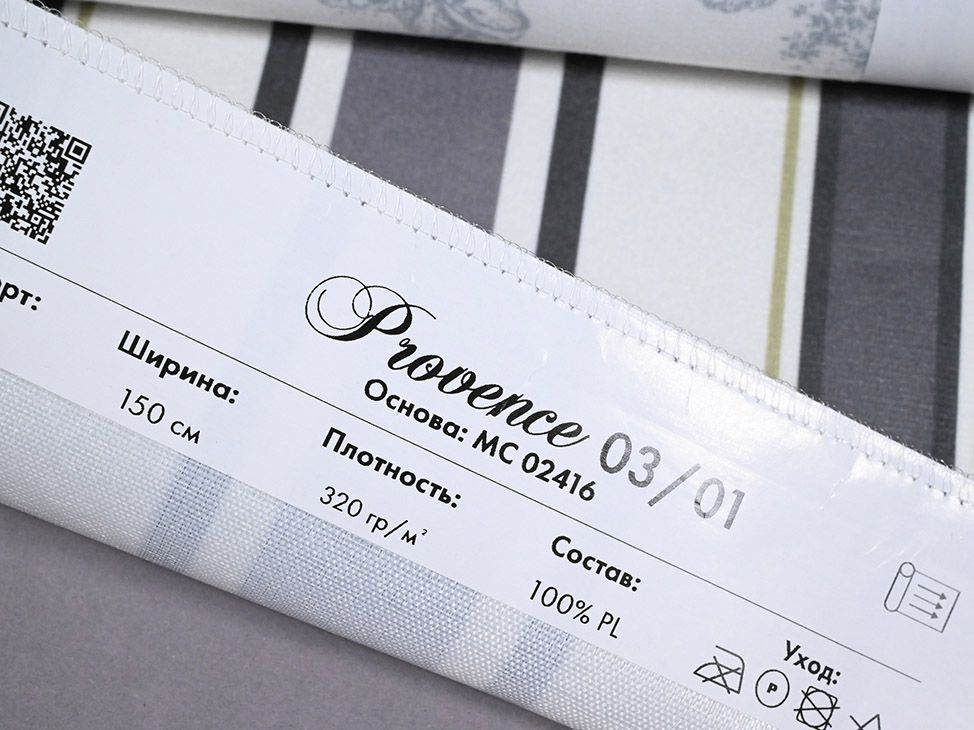 Provence 03/01
Основа: MC 02416
Ширина:
150 см
Плотность:
320 гр/м²
Состав:
100% PL
Уход:
P